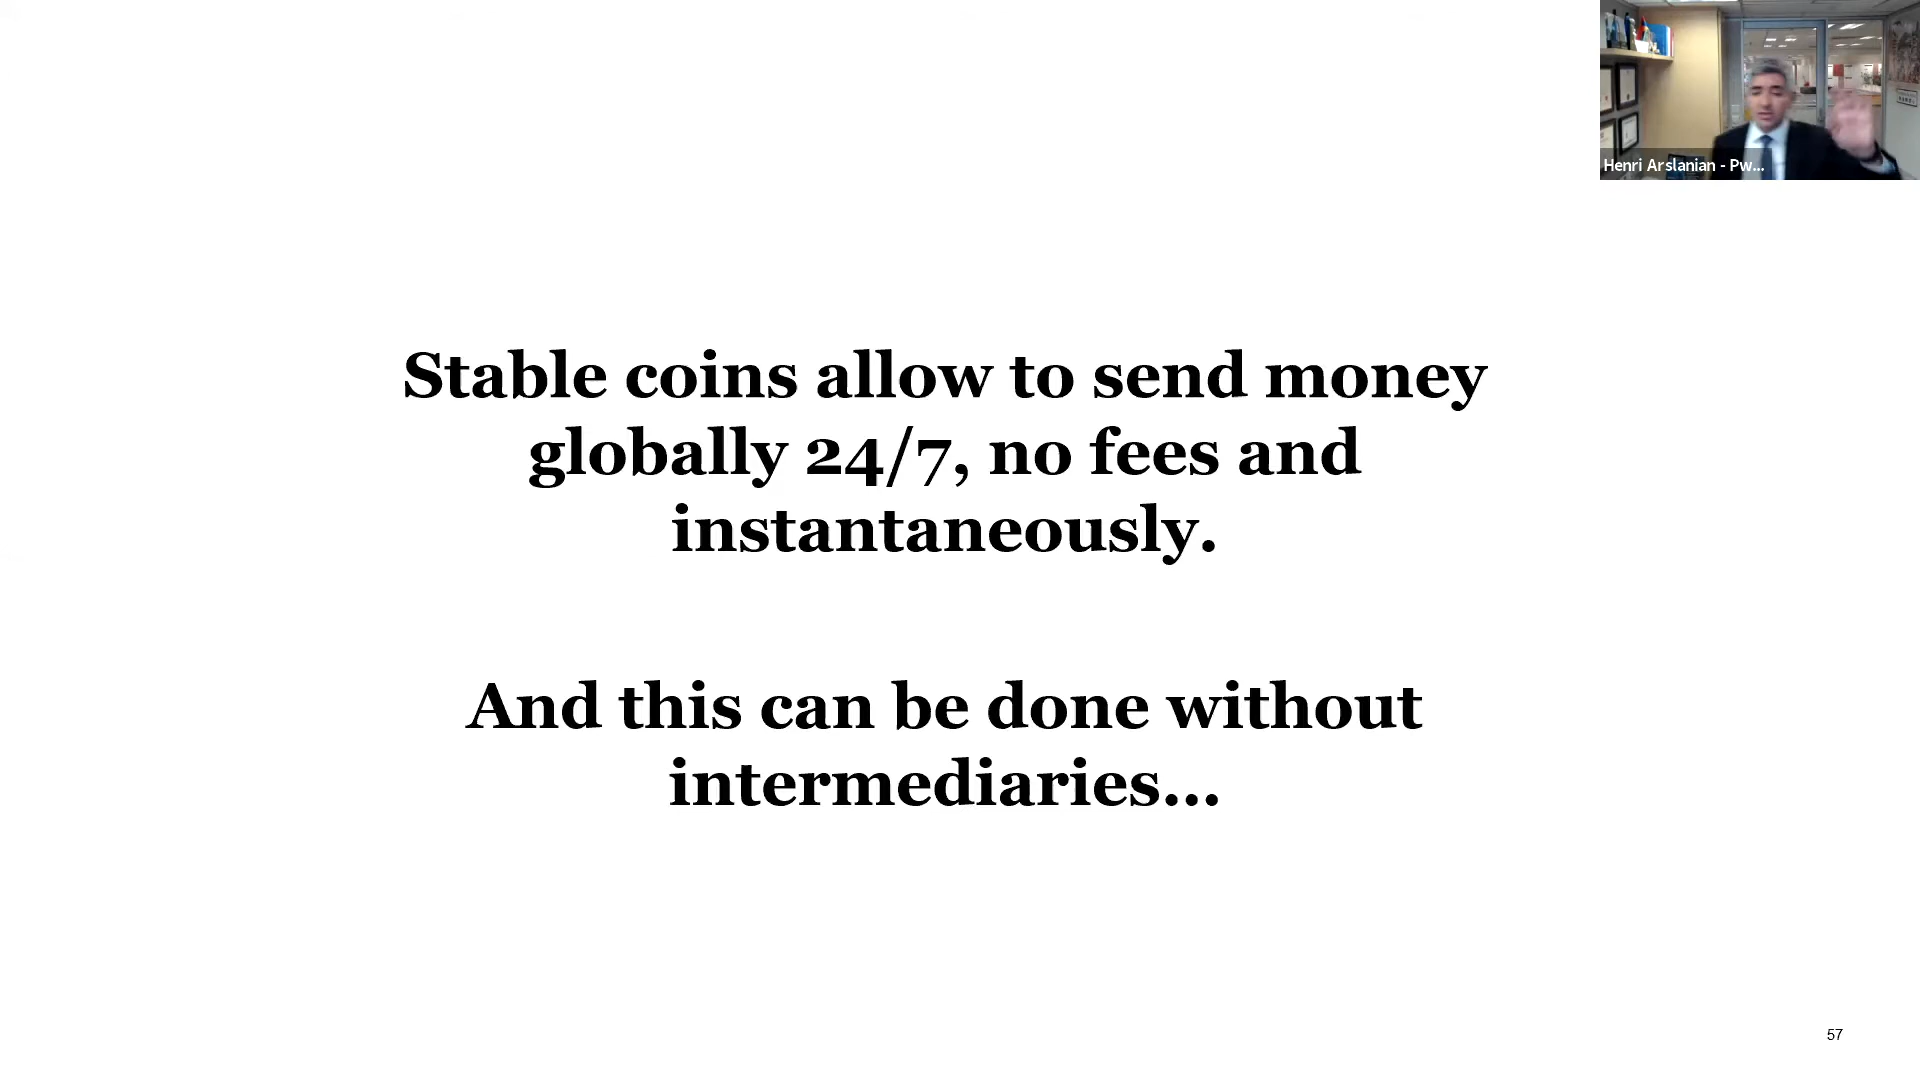 Henri Arslanian - Pw...
Stable coins allow to send money
globally 24/7, no fees and
instantaneously.
And this can be done without
intermediaries...
57